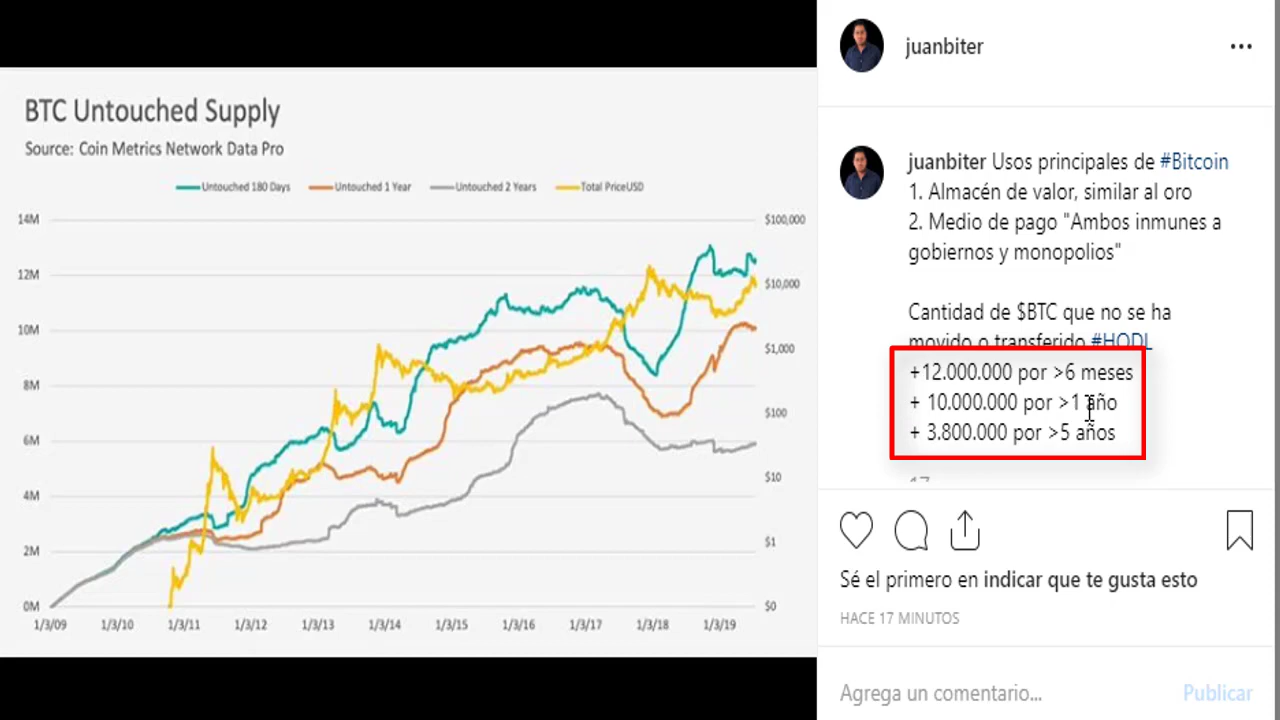 BTC Untouched Supply
Source: Coin Metrics Network Data Pro
Untouched 180 Days Untouched 1 Year Untouched 2 Years Total PriceUSD
14M
12M
10M
8M
6M
4M
2M
0M
$100,000
$10,000
$1,000
$100
$10
$1
$0
1/3/09 1/3/10 1/3/11 1/3/12 1/3/13 1/3/14 1/3/15 1/3/16 1/3/17 1/3/18 1/3/19
juanbiter
juanbiter Usos principales de #Bitcoin
1. Almacén de valor, similar al oro
2. Medio de pago "Ambos inmunes a
gobiernos y monopolios"
Cantidad de $BTC que no se ha
movido o transferido #HODL
+12.000.000 por >6 meses
+ 10.000.000 por >1 año
+ 3.800.000 por >5 años
Sé el primero en indicar que te gusta esto
HACE 17 MINUTOS
Agrega un comentario... Publicar